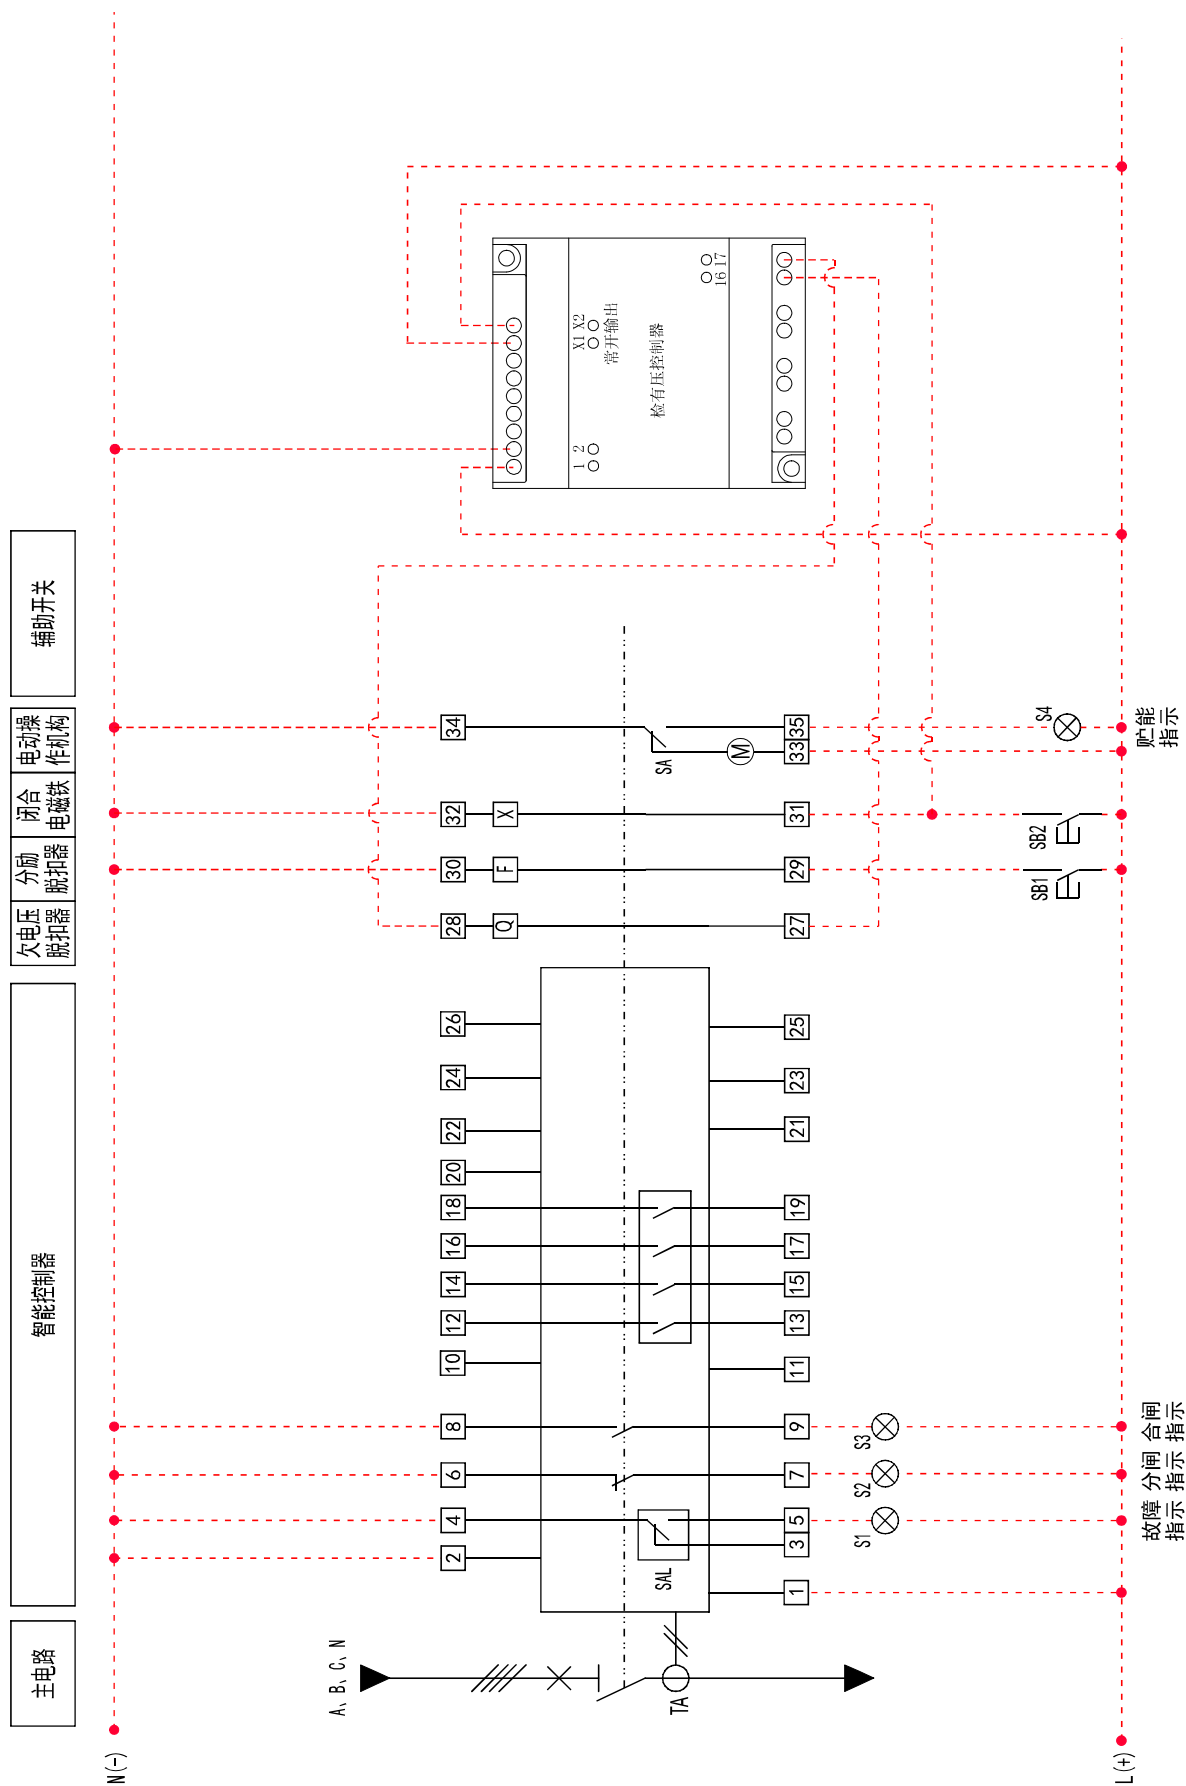 主电路
智能控制器
欠电压
脱扣器
分励
脱扣器
闭合
电磁铁
电动操
作机构
辅助开关
N(-)
A、B、C、N
2
4
6
8
10
12
14
16
18
20
22
24
26
28
30
32
34
Q
F
X
1 2
X1 X2
常开输出
检有压控制器
16 17
TA
SAL
SA
M
1
3
5
7
9
11
13
15
17
19
21
23
25
27
29
31
33
35
S1
S2
S3
SB1
SB2
S4
L(+)
故障
指示
分闸
指示
合闸
指示
贮能
指示